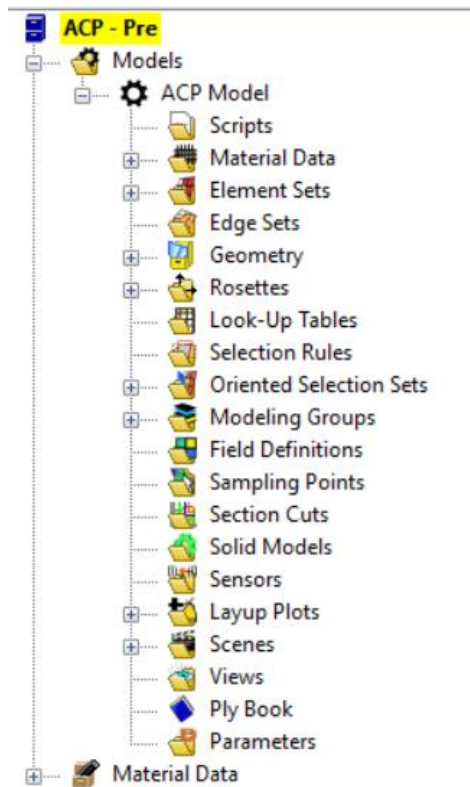 ACP - Pre
Models
ACP Model
Scripts
Material Data
Element Sets
Edge Sets
Geometry
Rosettes
Look-Up Tables
Selection Rules
Oriented Selection Sets
Modeling Groups
Field Definitions
Sampling Points
Section Cuts
Solid Models
Sensors
Layup Plots
Scenes
Views
Ply Book
Parameters
Material Data